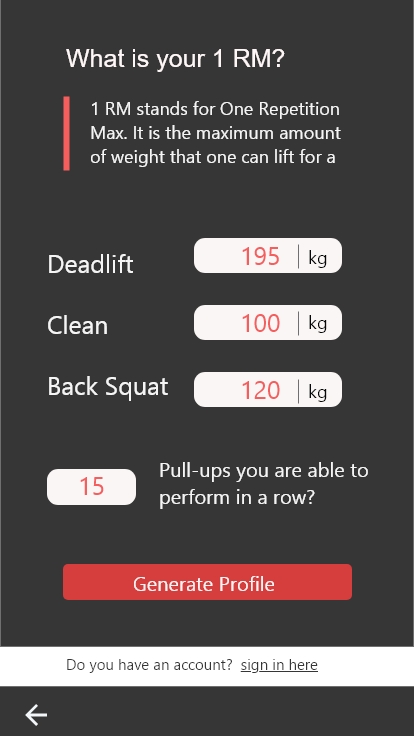 What is your 1 RM?
1 RM stands for One Repetition
Max. It is the maximum amount
of weight that one can lift for a
Deadlift 195 kg
Clean 100 kg
Back Squat 120 kg
Pull-ups you are able to
15 perform in a row?
Generate Profile
Do you have an account? sign in here